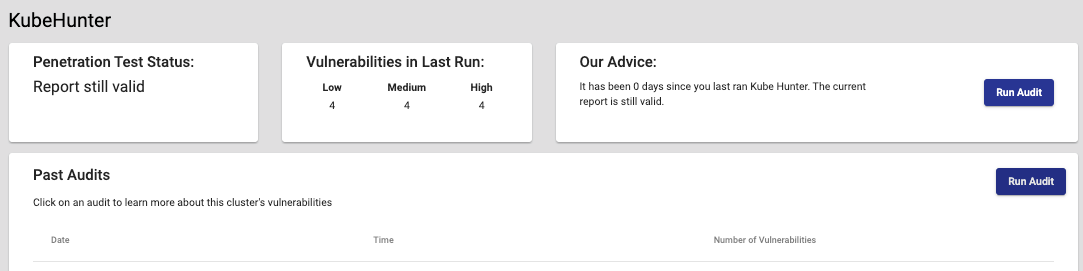 KubeHunter
Penetration Test Status:
Report still valid
Vulnerabilities in Last Run:
Low Medium High
4 4 4
Our Advice:
It has been 0 days since you last ran Kube Hunter. The current
report is still valid.
Run Audit
Past Audits
Run Audit
Click on an audit to learn more about this cluster's vulnerabilities
Date Time Number of Vulnerabilities